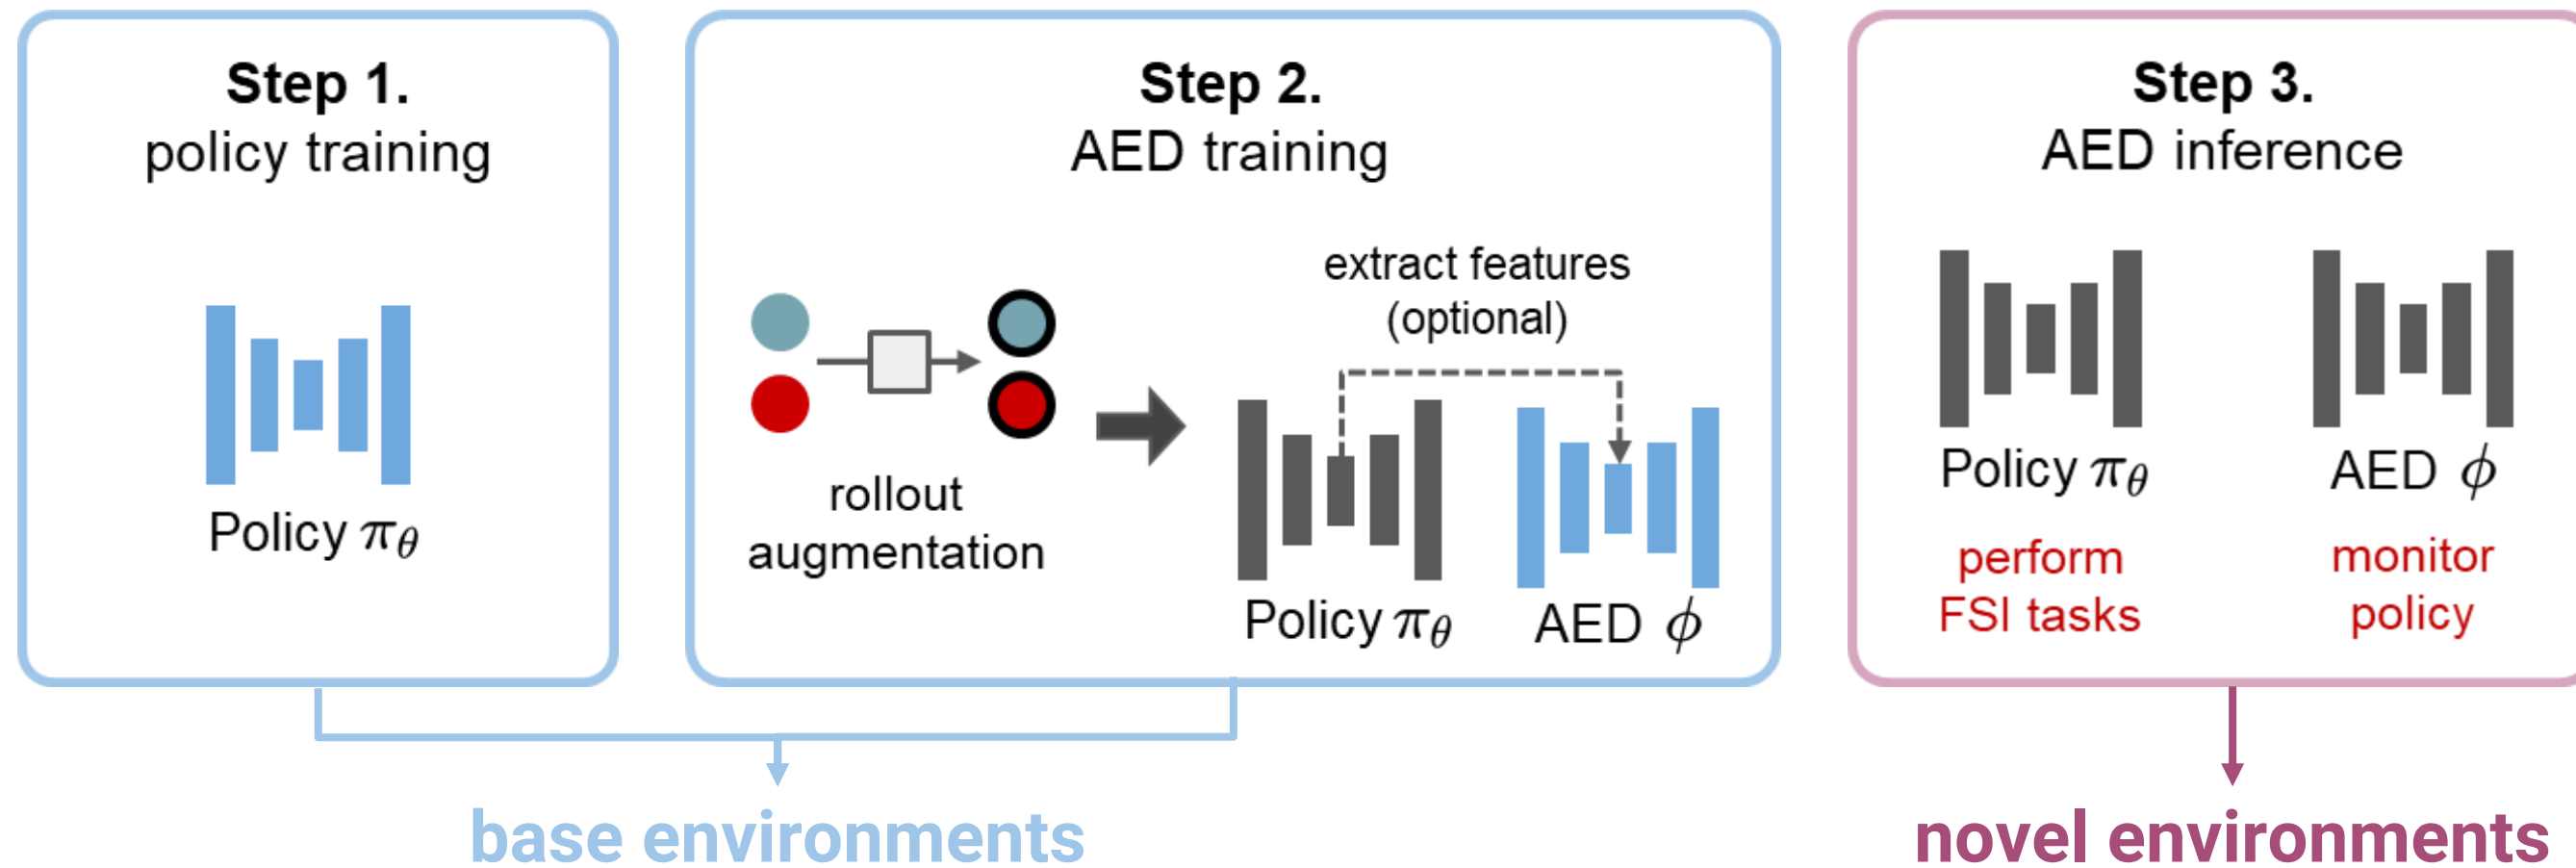 Step 1.
policy training
Policy πθ
Step 2.
AED training
rollout
augmentation
extract features
(optional)
Policy πθ
AED ϕ
Step 3.
AED inference
Policy πθ
perform
FSI tasks
AED ϕ
monitor
policy
base environments
novel environments